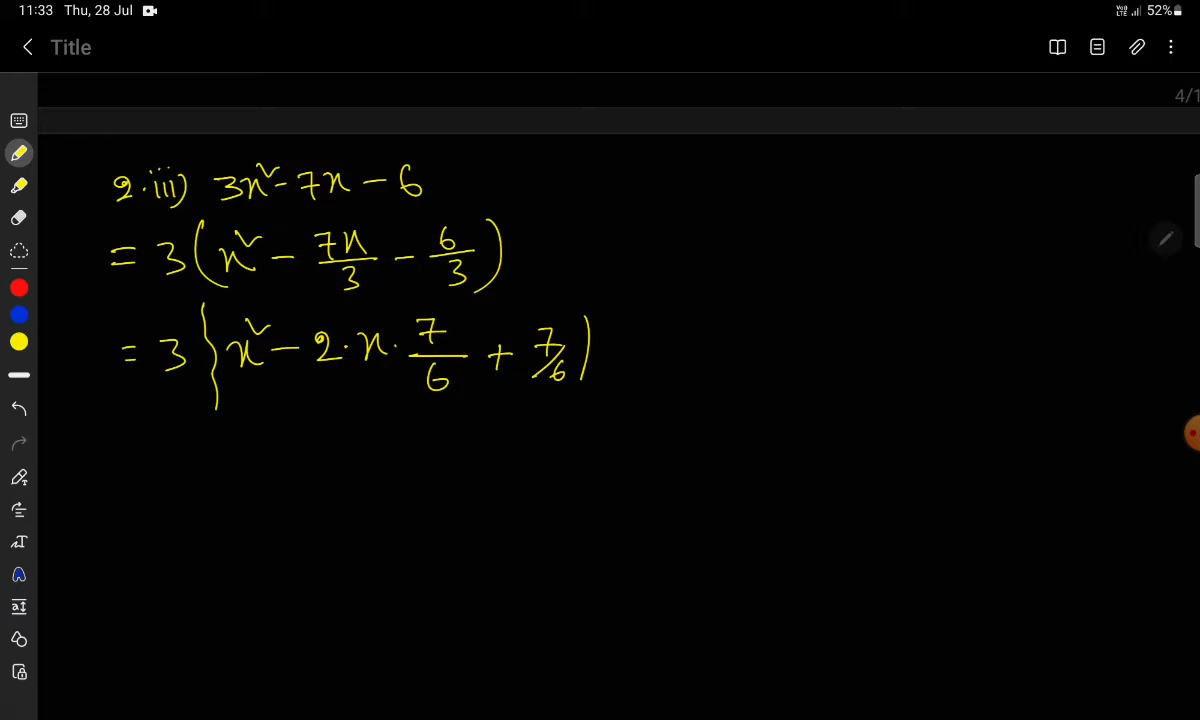 11:33 Thu, 28 Jul
VoLTE 52%
Title
4/1
2.iii) 3x² - 7x - 6
= 3(x² - 7x/3 - 6/3)
= 3{x² - 2·x·7/6 + 7/6)